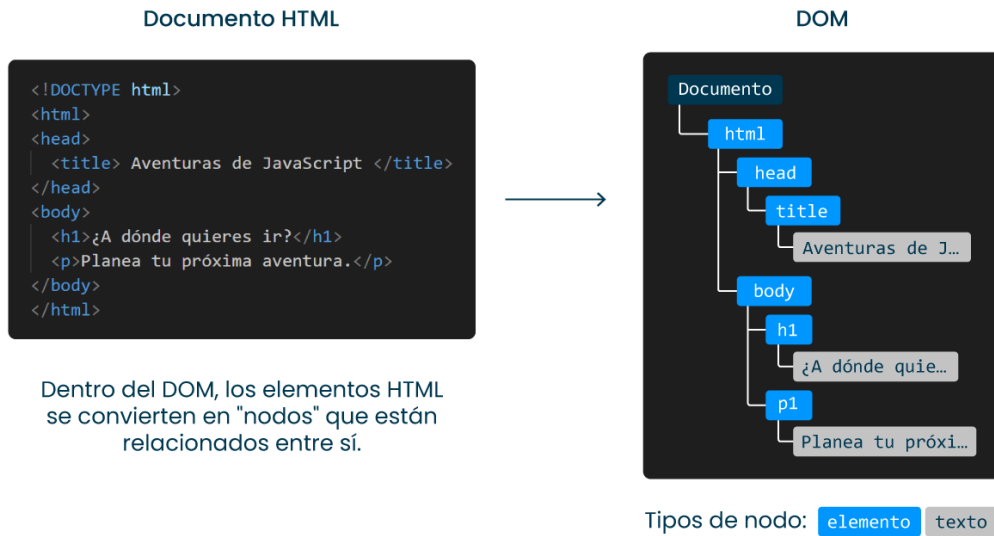 Documento HTML
DOM
<!DOCTYPE html>
<html>
<head>
<title> Aventuras de JavaScript </title>
</head>
<body>
<h1>¿A dónde quieres ir?</h1>
<p>Planea tu próxima aventura.</p>
</body>
</html>
Dentro del DOM, los elementos HTML
se convierten en "nodos" que están
relacionados entre sí.
Documento
html
head
title
Aventuras de J…
body
h1
¿A dónde quie…
p1
Planea tu próxi…
Tipos de nodo: elemento texto